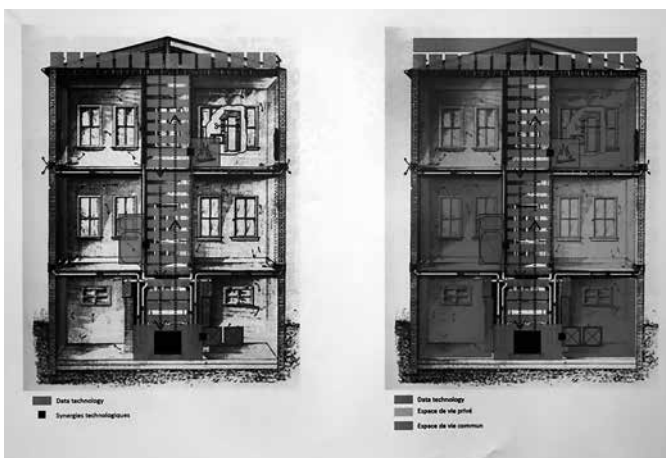 Data technology
Synergies technologiques
Data technology
Espace de vie privé
Espace de vie commun